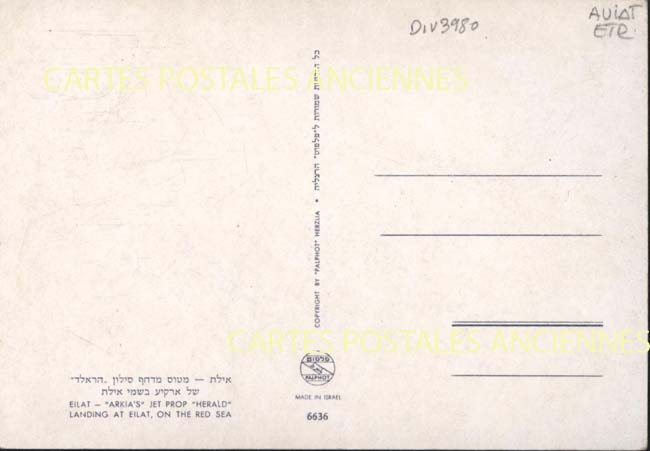 DIV3980
AVIAT
ETR.
CARTES POSTALES ANCIENNES
כל הזכויות שמורות ל״פלפוט״ הרצליה • COPYRIGHT BY "PALPHOT" HERZLIA
CARTES POSTALES ANCIENNES
אילת — מטוס מדחף סילון „הראלד"
של ארקיע בשמי אילת
EILAT – "ARKIA'S" JET PROP "HERALD"
LANDING AT EILAT, ON THE RED SEA
PALPHOT
MADE IN ISRAEL
6636